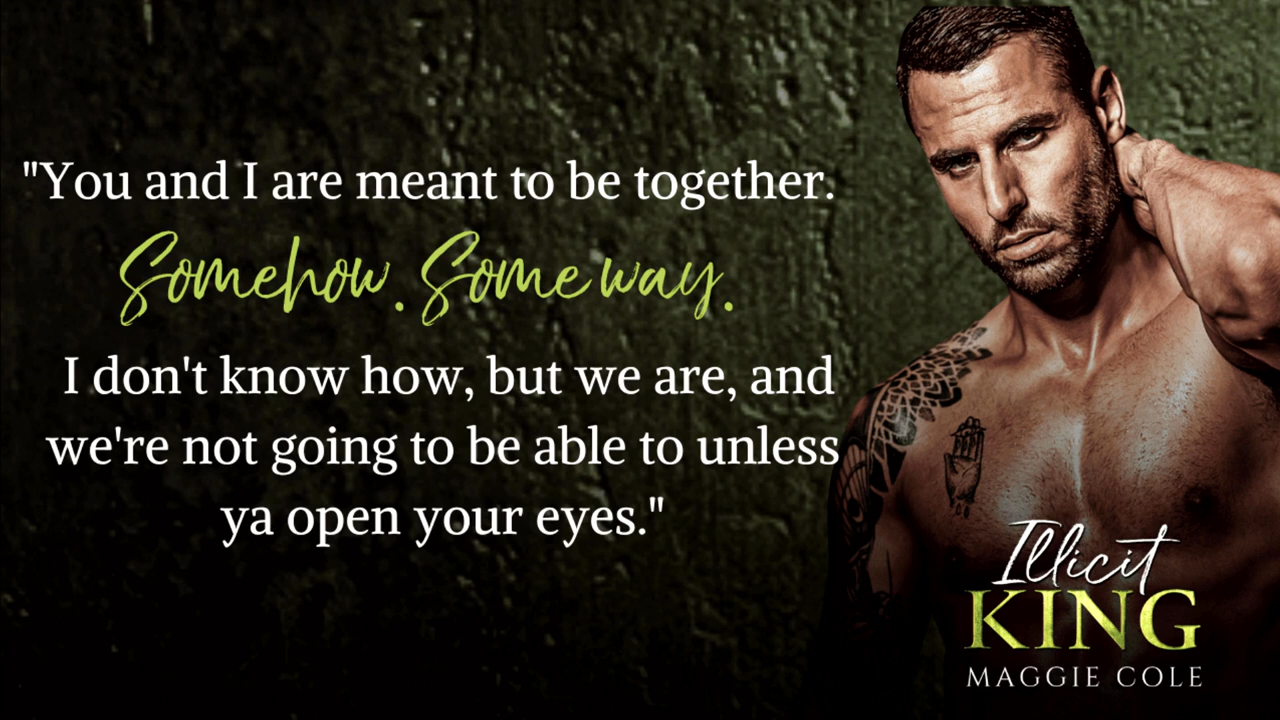 "You and I are meant to be together.
Somehow. Some way.
I don't know how, but we are, and
we're not going to be able to unless
ya open your eyes."
Illicit
KING
MAGGIE COLE